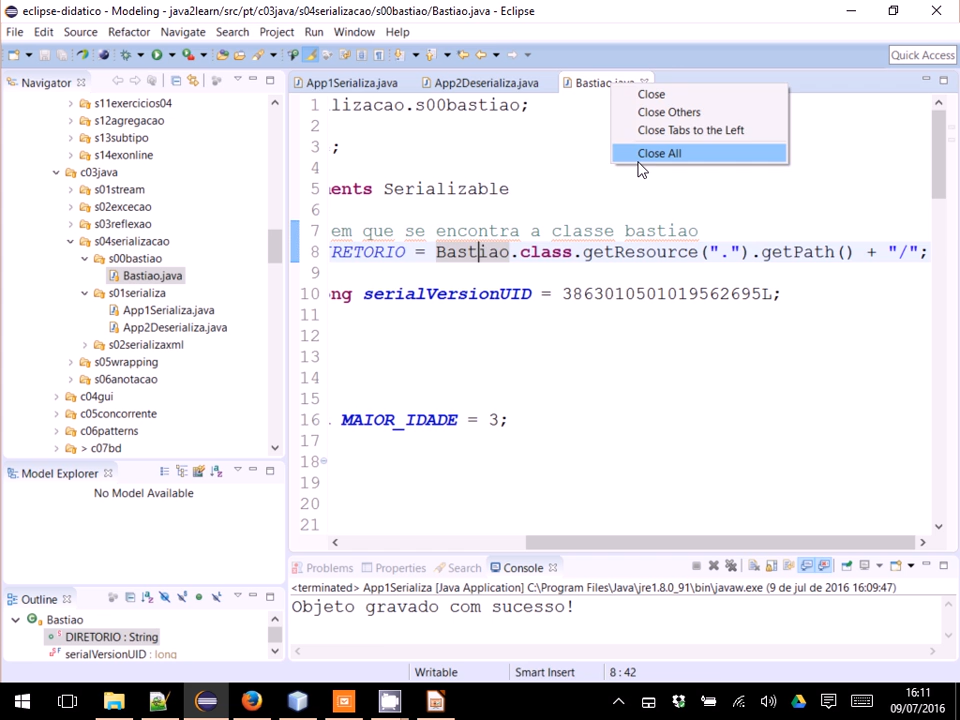 eclipse-didatico - Modeling - java2learn/src/pt/c03java/s04serializacao/s00bastiao/Bastiao.java - Eclipse
File Edit Source Refactor Navigate Search Project Run Window Help
Quick Access
Navigator
s11exercicios04
s12agregacao
s13subtipo
s14exonline
c03java
s01stream
s02excecao
s03reflexao
s04serializacao
s00bastiao
Bastiao.java
s01serializa
App1Serializa.java
App2Deserializa.java
s02serializaxml
s05wrapping
s06anotacao
c04gui
c05concorrente
c06patterns
> c07bd
Model Explorer
No Model Available
Outline
Bastiao
DIRETORIO : String
serialVersionUID : long
App1Serializa.java App2Deserializa.java Bastiao.java
Close
Close Others
Close Tabs to the Left
Close All
1 lizacao.s00bastiao;
2
3 ;
4
5 ents Serializable
6
7 em que se encontra a classe bastiao
8 RETORIO = Bastiao.class.getResource(".").getPath() + "/";
9
10 ng serialVersionUID = 3863010501019562695L;
11
12
13
14
15
16 MAIOR_IDADE = 3;
17
18
19
20
21
Problems Properties Search Console
<terminated> App1Serializa [Java Application] C:\Program Files\Java\jre1.8.0_91\bin\javaw.exe (9 de jul de 2016 16:09:47)
Objeto gravado com sucesso!
Writable Smart Insert 8 : 42
16:11
09/07/2016